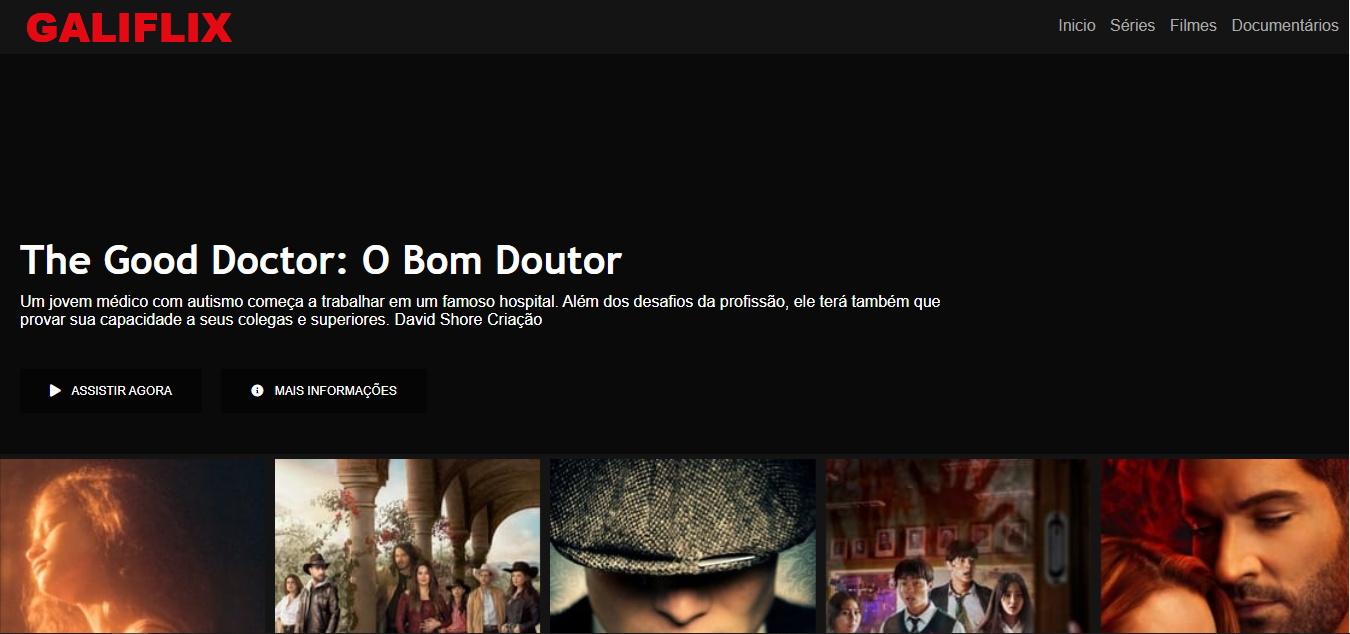 GALIFLIX
Inicio Séries Filmes Documentários
The Good Doctor: O Bom Doutor
Um jovem médico com autismo começa a trabalhar em um famoso hospital. Além dos desafios da profissão, ele terá também que
provar sua capacidade a seus colegas e superiores. David Shore Criação
ASSISTIR AGORA
MAIS INFORMAÇÕES